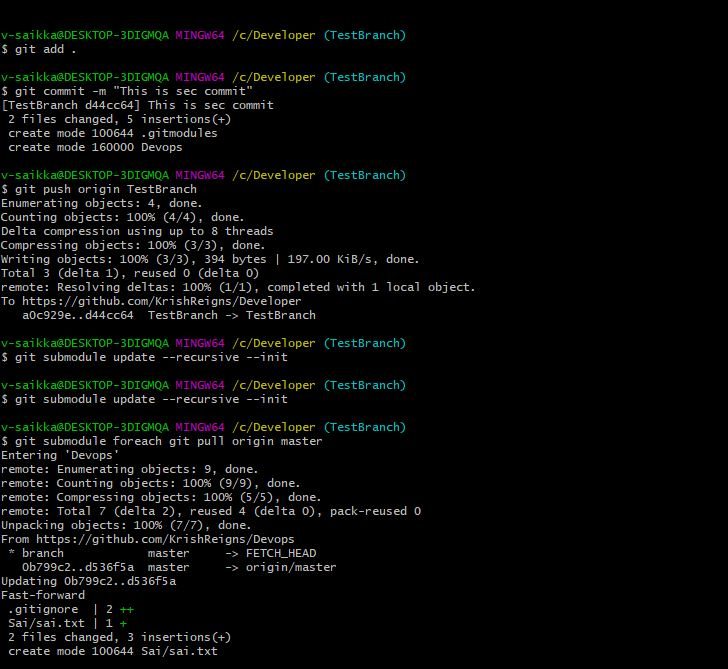 v-saikka@DESKTOP-3DIGMQA MINGW64 /c/Developer (TestBranch)
$ git add .
v-saikka@DESKTOP-3DIGMQA MINGW64 /c/Developer (TestBranch)
$ git commit -m "This is sec commit"
[TestBranch d44cc64] This is sec commit
 2 files changed, 5 insertions(+)
 create mode 100644 .gitmodules
 create mode 160000 Devops
v-saikka@DESKTOP-3DIGMQA MINGW64 /c/Developer (TestBranch)
$ git push origin TestBranch
Enumerating objects: 4, done.
Counting objects: 100% (4/4), done.
Delta compression using up to 8 threads
Compressing objects: 100% (3/3), done.
Writing objects: 100% (3/3), 394 bytes | 197.00 KiB/s, done.
Total 3 (delta 1), reused 0 (delta 0)
remote: Resolving deltas: 100% (1/1), completed with 1 local object.
To https://github.com/KrishReigns/Developer
   a0c929e..d44cc64  TestBranch -> TestBranch
v-saikka@DESKTOP-3DIGMQA MINGW64 /c/Developer (TestBranch)
$ git submodule update --recursive --init
v-saikka@DESKTOP-3DIGMQA MINGW64 /c/Developer (TestBranch)
$ git submodule update --recursive --init
v-saikka@DESKTOP-3DIGMQA MINGW64 /c/Developer (TestBranch)
$ git submodule foreach git pull origin master
Entering 'Devops'
remote: Enumerating objects: 9, done.
remote: Counting objects: 100% (9/9), done.
remote: Compressing objects: 100% (5/5), done.
remote: Total 7 (delta 2), reused 4 (delta 0), pack-reused 0
Unpacking objects: 100% (7/7), done.
From https://github.com/KrishReigns/Devops
 * branch            master     -> FETCH_HEAD
   0b799c2..d536f5a  master     -> origin/master
Updating 0b799c2..d536f5a
Fast-forward
 .gitignore  | 2 ++
 Sai/sai.txt | 1 +
 2 files changed, 3 insertions(+)
 create mode 100644 Sai/sai.txt